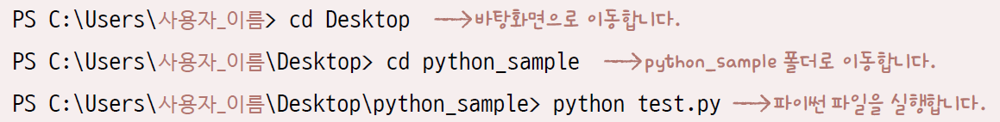 PS C:\Users\사용자_이름> cd Desktop ⟶바탕화면으로 이동합니다.
PS C:\Users\사용자_이름\Desktop> cd python_sample ⟶python_sample 폴더로 이동합니다.
PS C:\Users\사용자_이름\Desktop\python_sample> python test.py ⟶파이썬 파일을 실행합니다.